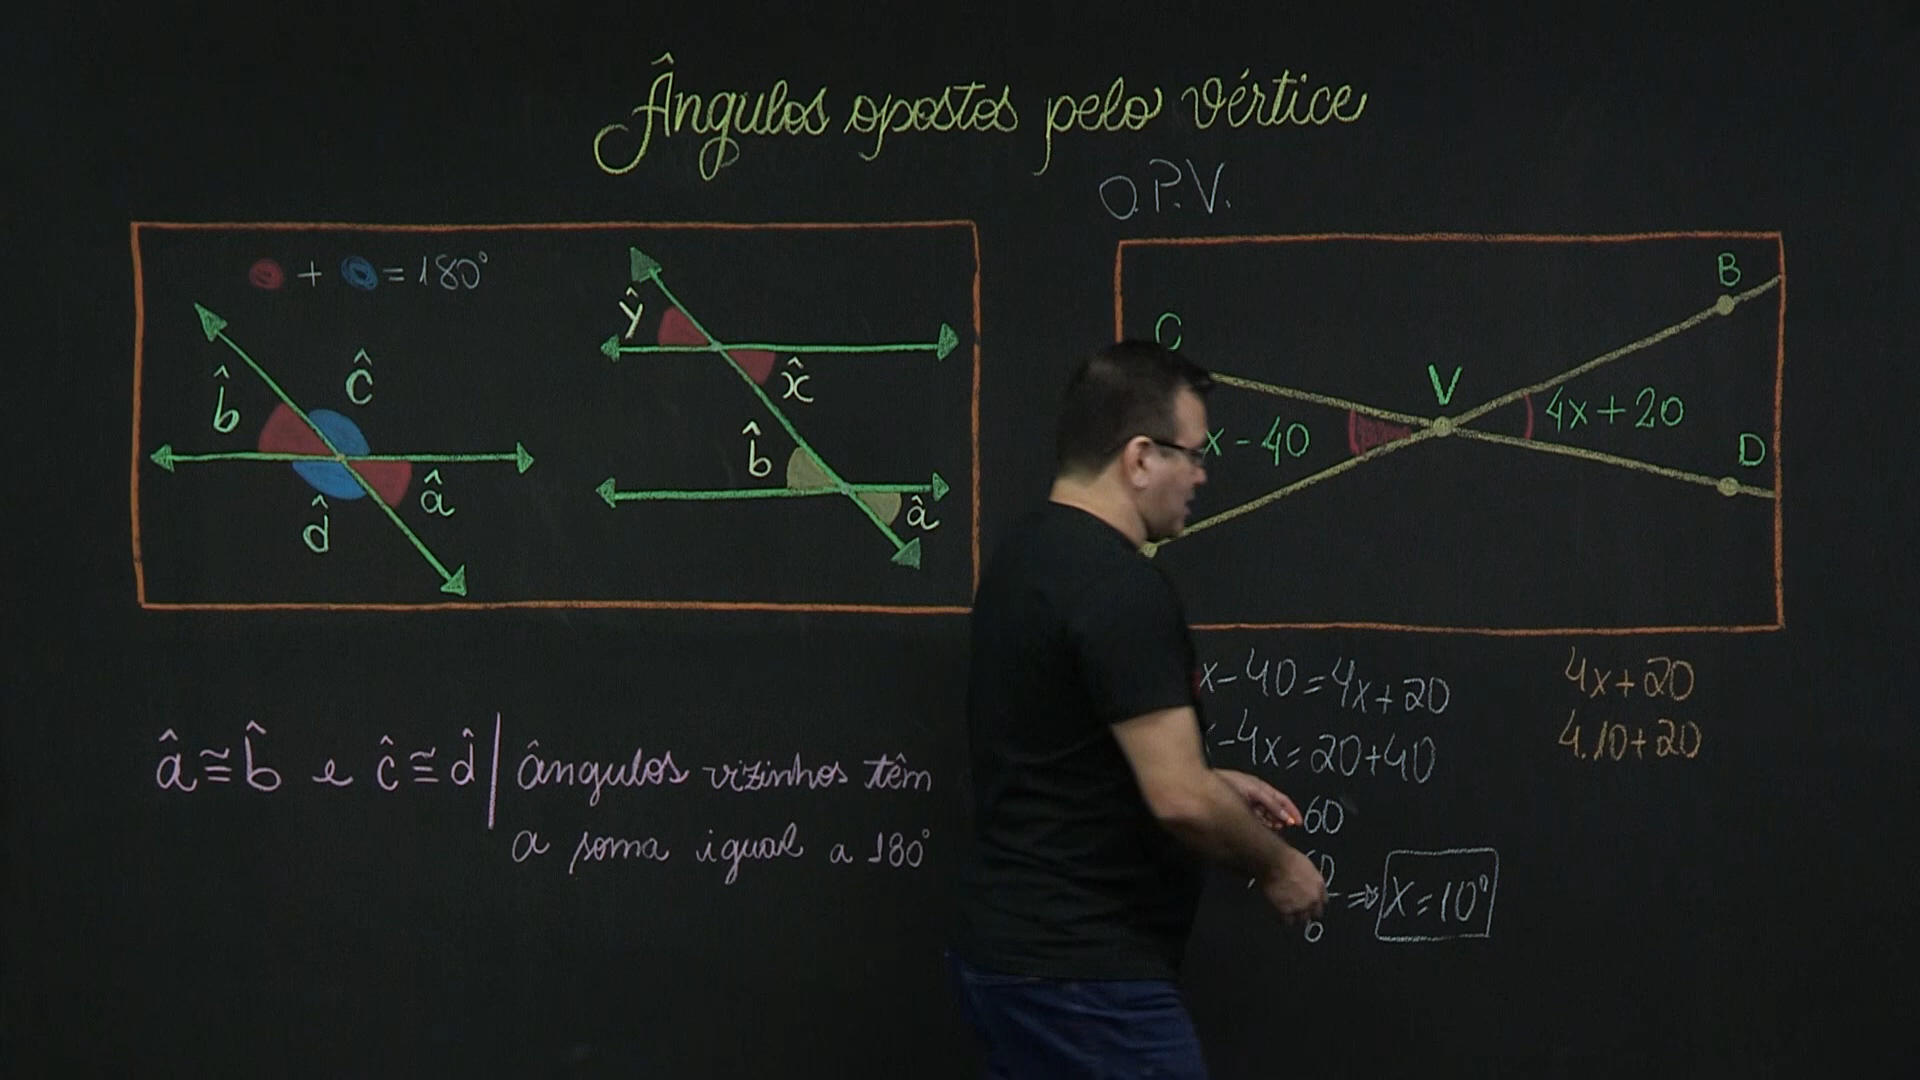 Ângulos opostos pelo vértice
O.P.V.
+ = 180°
b̂
ĉ
d̂
â
ŷ
x̂
b̂
â
C
V
B
D
x - 40
4x + 20
x - 40 = 4x + 20
- 4x = 20 + 40
60
6
⇒ x = 10°
4x + 20
4.10 + 20
â ≅ b̂ e ĉ ≅ d̂ | ângulos vizinhos têm
a soma igual a 180°